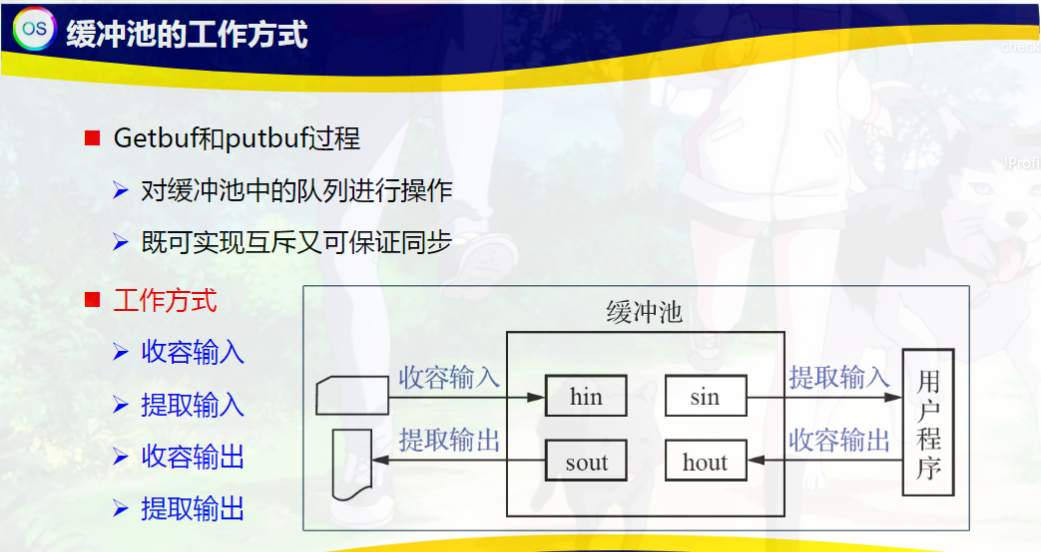 OS
缓冲池的工作方式
check
Getbuf和putbuf过程
!Profi
对缓冲池中的队列进行操作
既可实现互斥又可保证同步
工作方式
收容输入
提取输入
收容输出
提取输出
缓冲池
收容输入
hin
sin
提取输入
提取输出
sout
hout
收容输出
用户程序